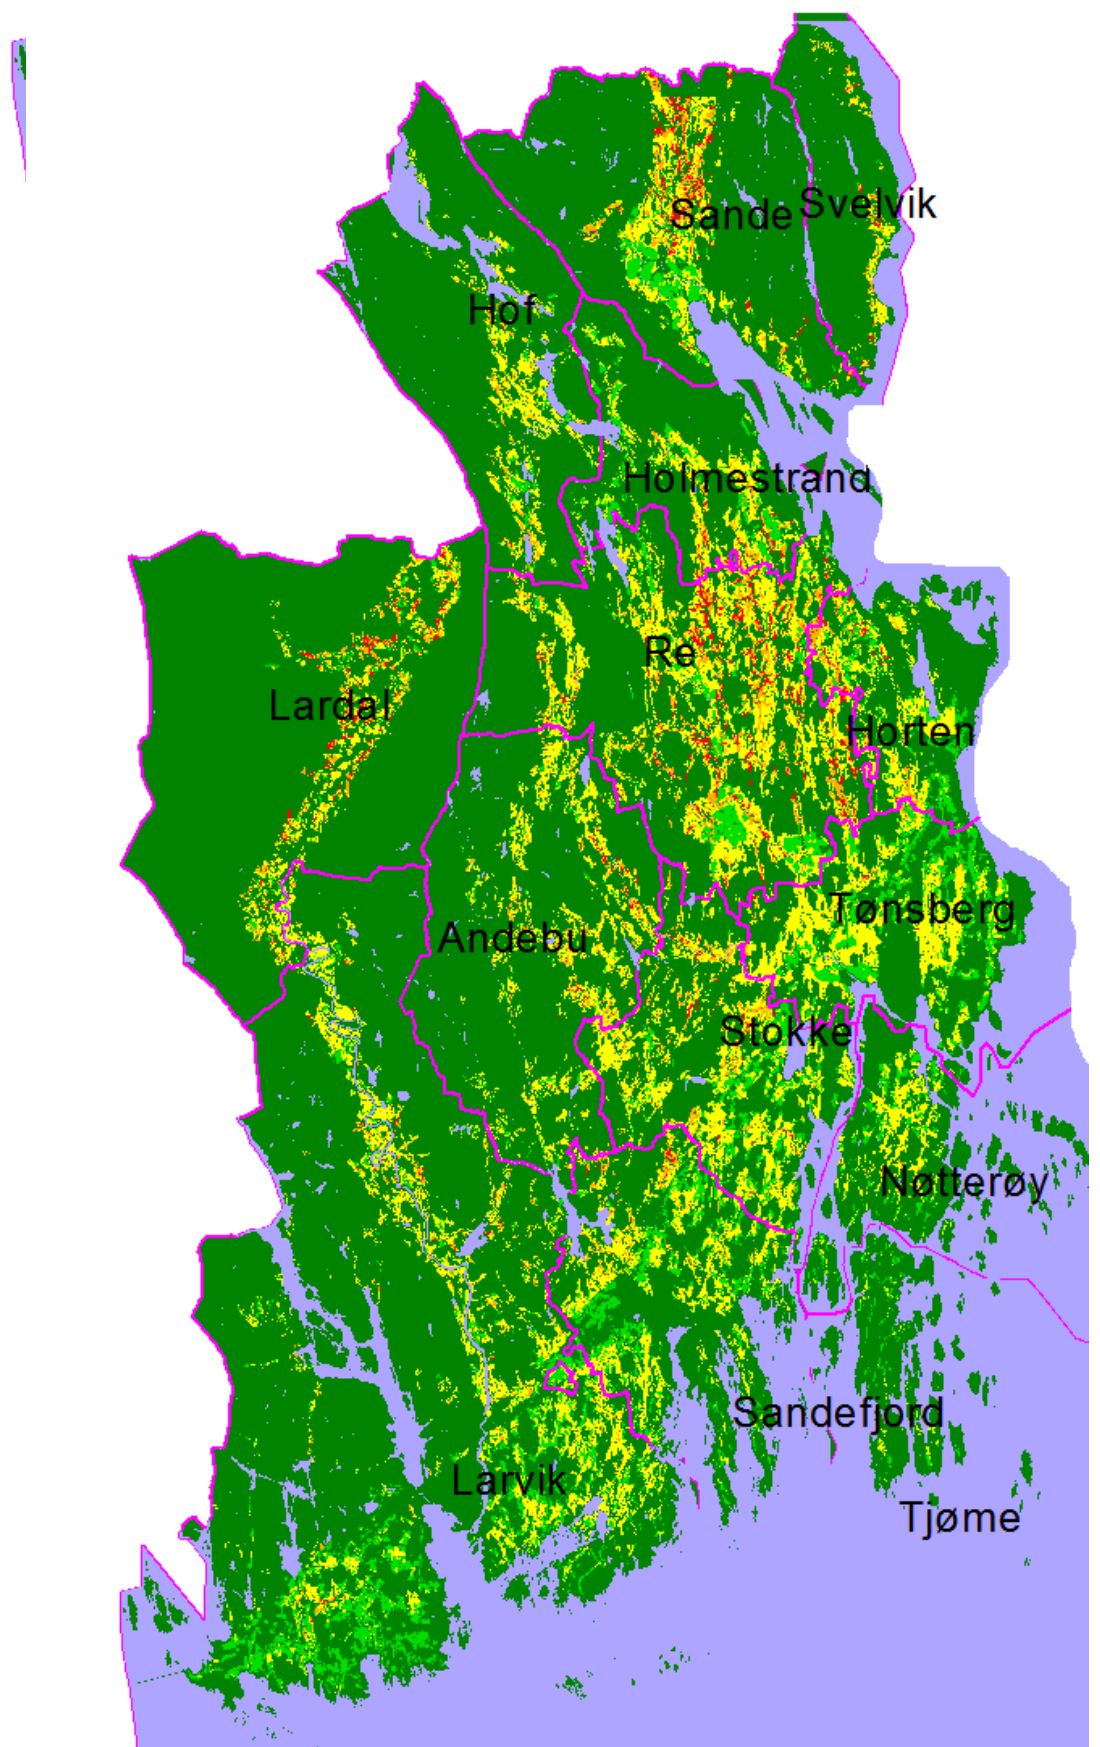 Sande
Svelvik
Hof
Holmestrand
Re
Lardal
Horten
Tønsberg
Andebu
Stokke
Nøtterøy
Sandefjord
Larvik
Tjøme